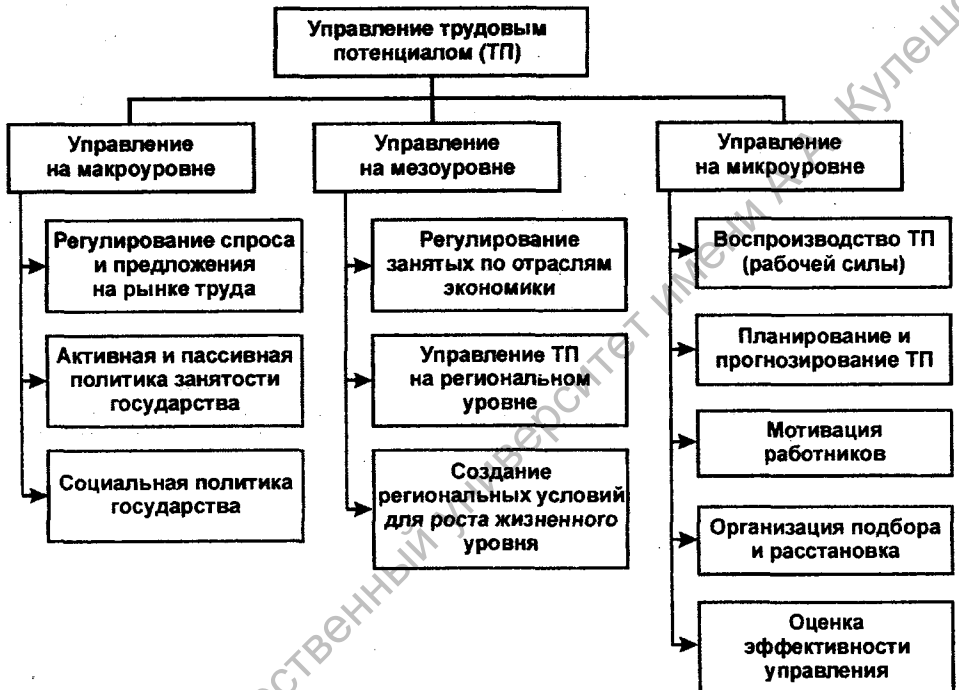 Управление трудовым
потенциалом (ТП)
Управление
на макроуровне
Регулирование спроса
и предложения
на рынке труда
Активная и пассивная
политика занятости
государства
Социальная политика
государства
Управление
на мезоуровне
Регулирование
занятых по отраслям
экономики
Управление ТП
на региональном
уровне
Создание
региональных условий
для роста жизненного
уровня
Управление
на микроуровне
Воспроизводство ТП
(рабочей силы)
Планирование и
прогнозирование ТП
Мотивация
работников
Организация подбора
и расстановка
Оценка
эффективности
управления
университет имени А.А.